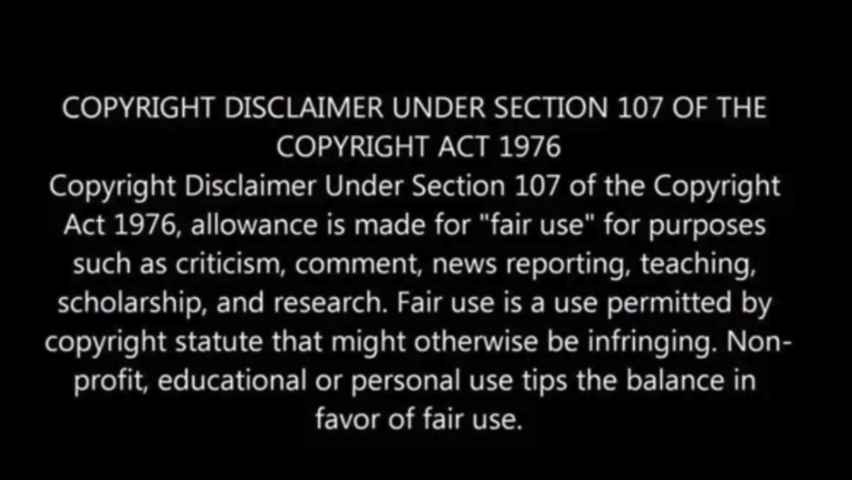 COPYRIGHT DISCLAIMER UNDER SECTION 107 OF THE
COPYRIGHT ACT 1976
Copyright Disclaimer Under Section 107 of the Copyright
Act 1976, allowance is made for "fair use" for purposes
such as criticism, comment, news reporting, teaching,
scholarship, and research. Fair use is a use permitted by
copyright statute that might otherwise be infringing. Non-
profit, educational or personal use tips the balance in
favor of fair use.